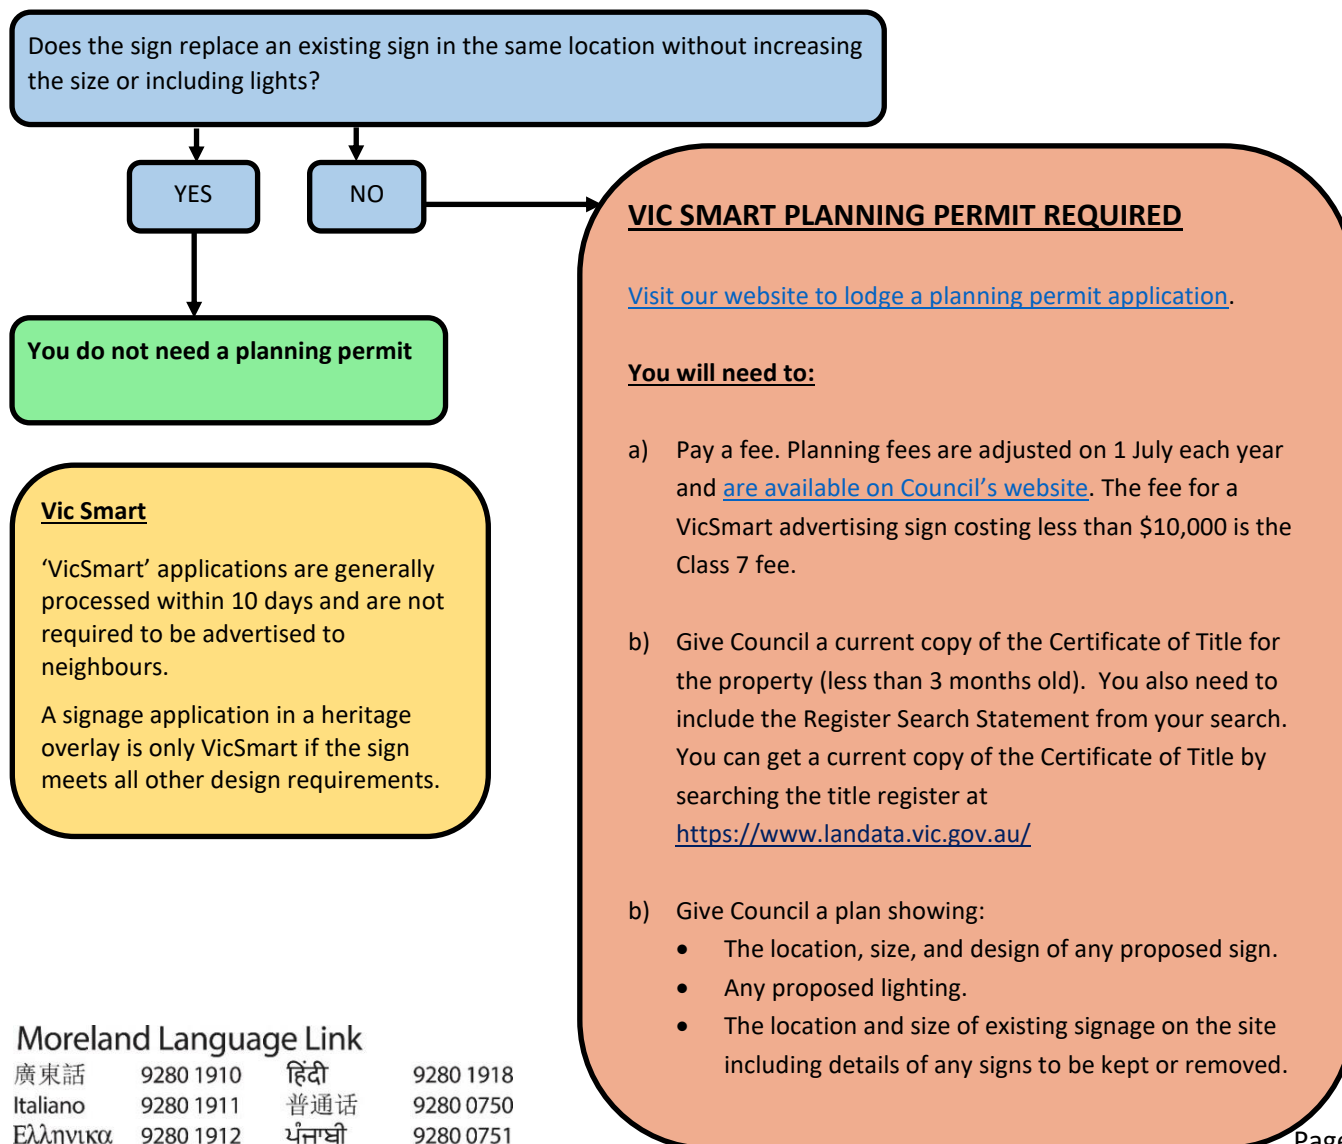 Does the sign replace an existing sign in the same location without increasing
the size or including lights?
YES
NO
You do not need a planning permit
Vic Smart
‘VicSmart’ applications are generally
processed within 10 days and are not
required to be advertised to
neighbours.
A signage application in a heritage
overlay is only VicSmart if the sign
meets all other design requirements.
VIC SMART PLANNING PERMIT REQUIRED
Visit our website to lodge a planning permit application.
You will need to:
a) Pay a fee. Planning fees are adjusted on 1 July each year
and are available on Council’s website. The fee for a
VicSmart advertising sign costing less than $10,000 is the
Class 7 fee.
b) Give Council a current copy of the Certificate of Title for
the property (less than 3 months old).  You also need to
include the Register Search Statement from your search.
You can get a current copy of the Certificate of Title by
searching the title register at
https://www.landata.vic.gov.au/
b) Give Council a plan showing:
• The location, size, and design of any proposed sign.
• Any proposed lighting.
• The location and size of existing signage on the site
including details of any signs to be kept or removed.
Moreland Language Link
廣東話 9280 1910 हिंदी 9280 1918
Italiano 9280 1911 普通话 9280 0750
Ελληνικα 9280 1912 ਪੰਜਾਬੀ 9280 0751
Page